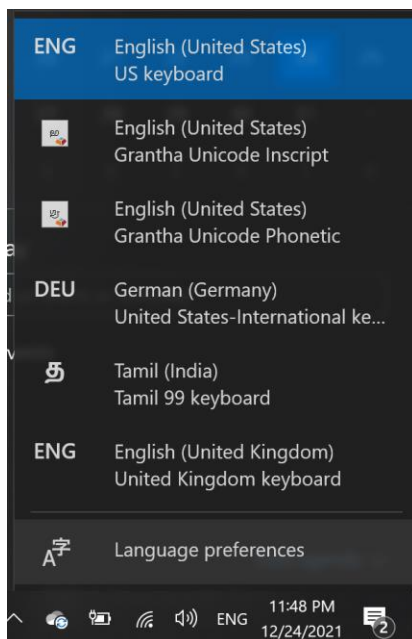 ENG English (United States)
US keyboard
English (United States)
Grantha Unicode Inscript
English (United States)
Grantha Unicode Phonetic
DEU German (Germany)
United States-International ke...
த Tamil (India)
Tamil 99 keyboard
ENG English (United Kingdom)
United Kingdom keyboard
A字 Language preferences
ENG 11:48 PM
12/24/2021
2